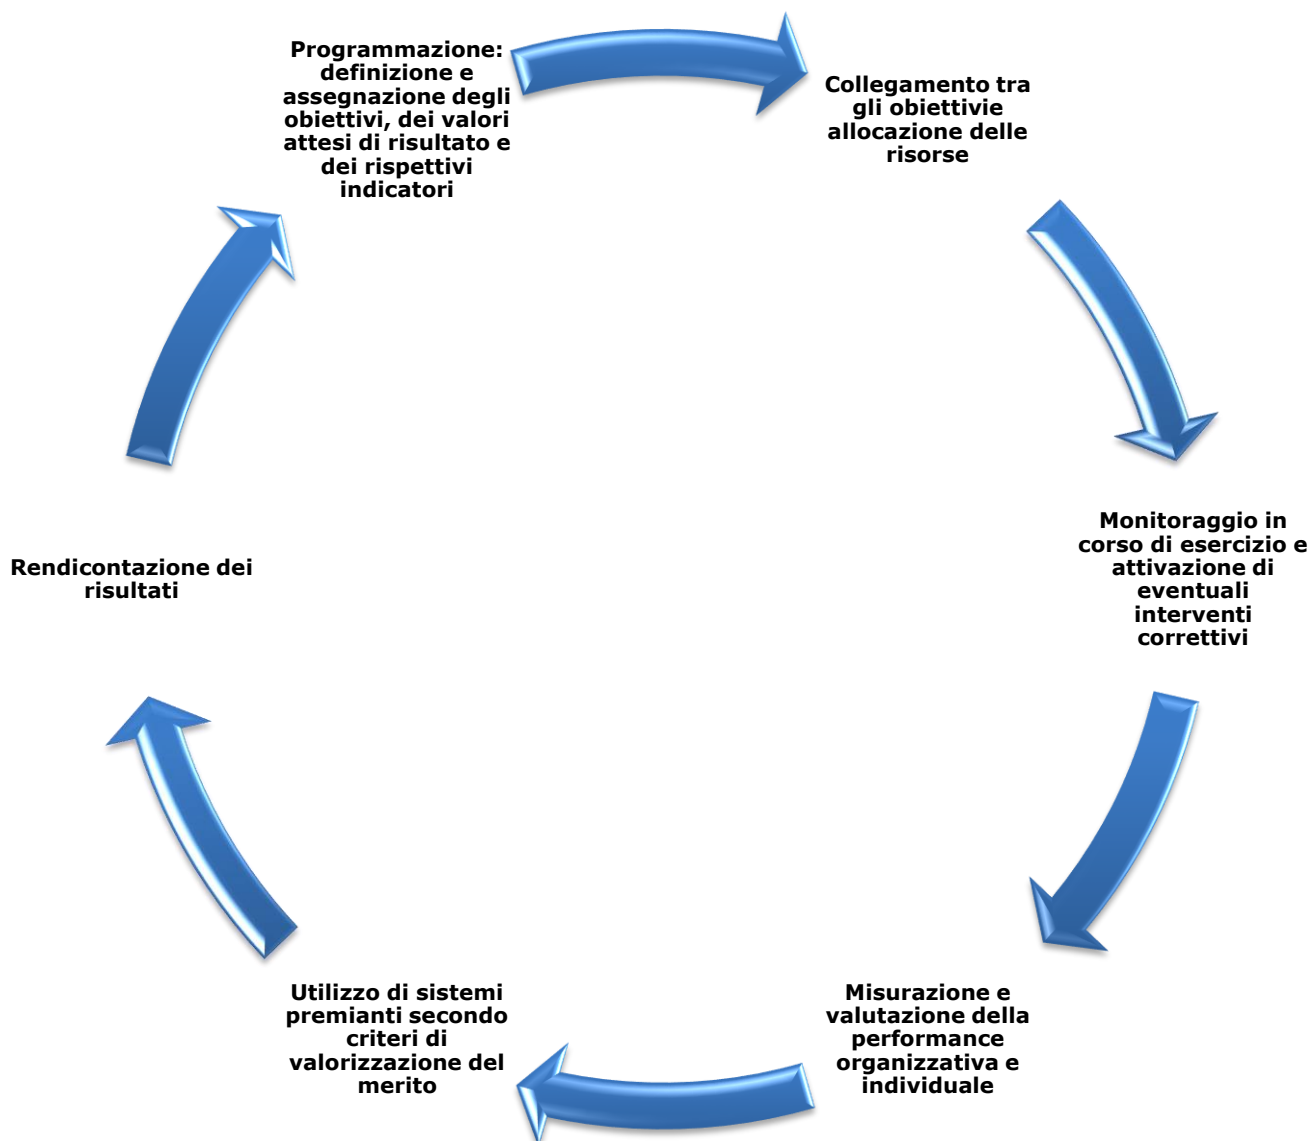 Programmazione:
definizione e
assegnazione degli
obiettivi, dei valori
attesi di risultato e
dei rispettivi
indicatori
Collegamento tra
gli obiettivie
allocazione delle
risorse
Monitoraggio in
corso di esercizio e
attivazione di
eventuali
interventi
correttivi
Misurazione e
valutazione della
performance
organizzativa e
individuale
Utilizzo di sistemi
premianti secondo
criteri di
valorizzazione del
merito
Rendicontazione dei
risultati